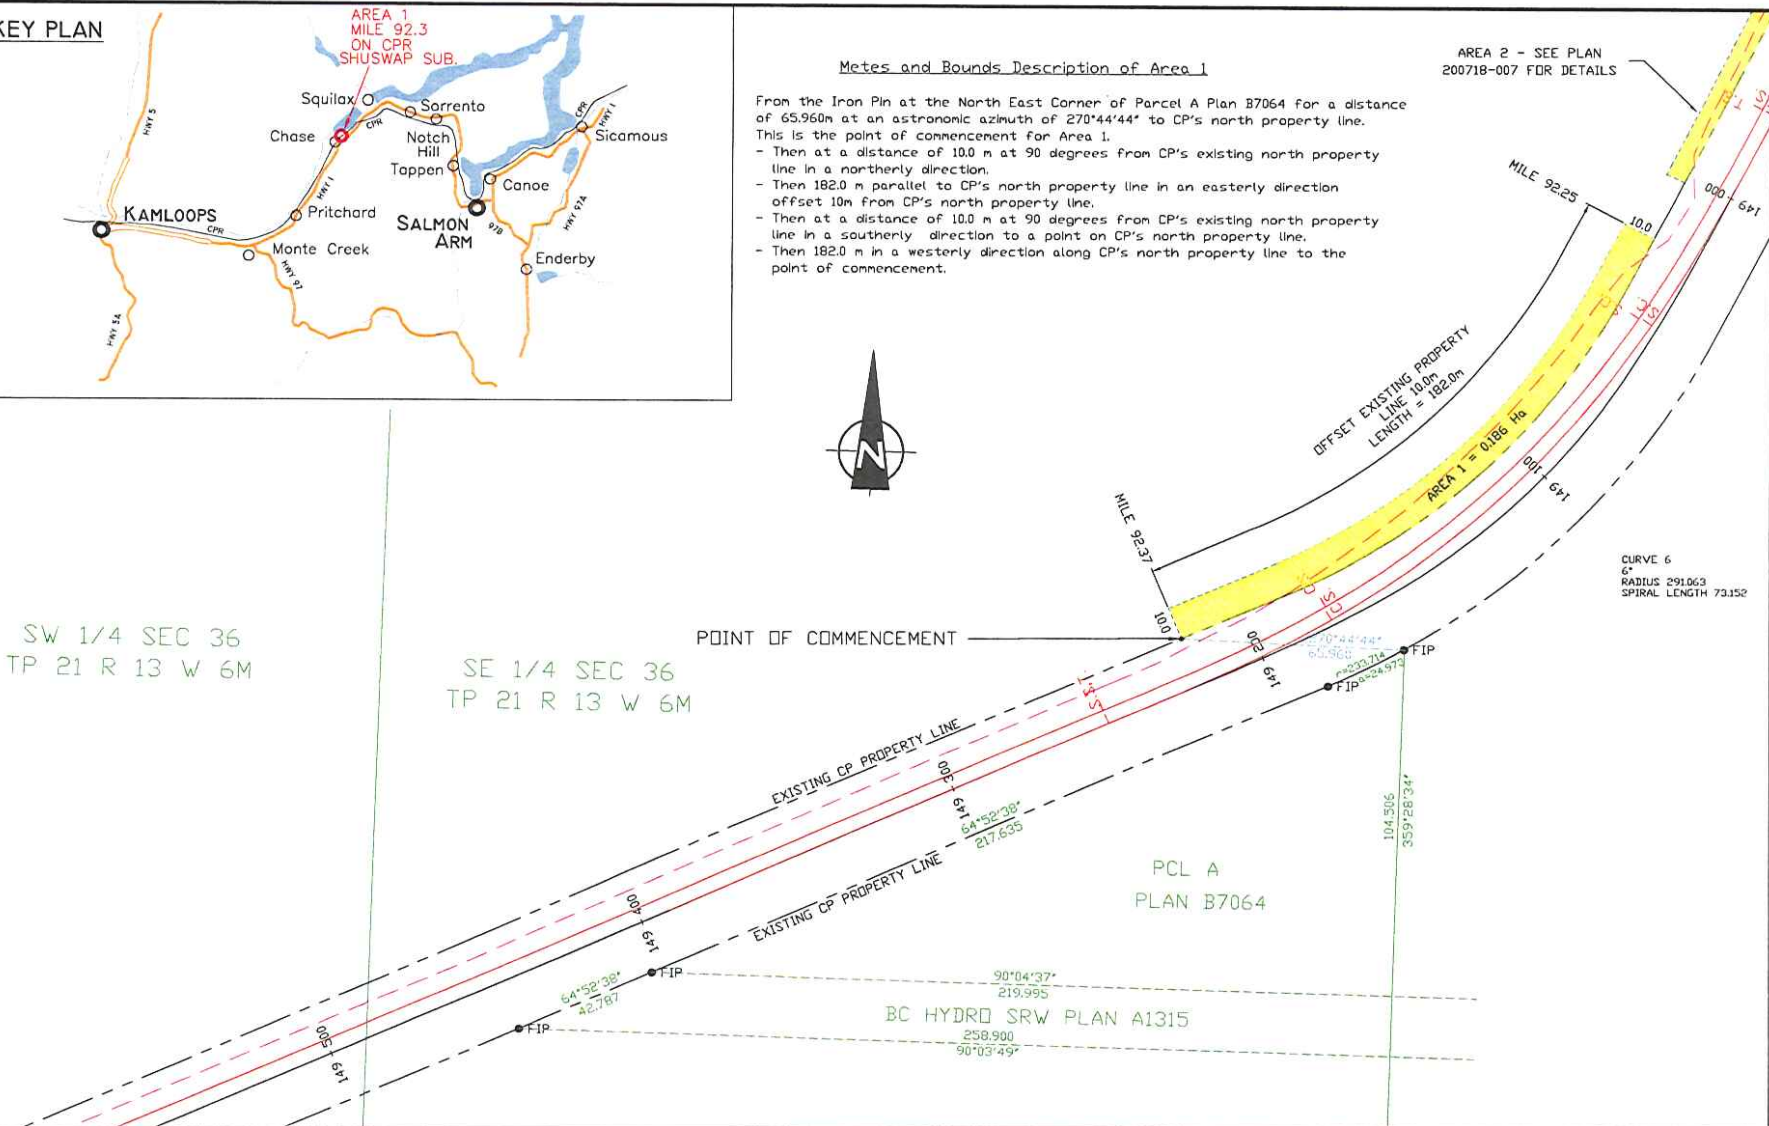 KEY PLAN
AREA 1
MILE 92.3
ON CPR
SHUSWAP SUB.
HWY 5
Squilax
Sorrento
CPR
HWY 1
Chase
CPR
Notch
Hill
Sicamous
Tappen
Canoe
HWY 1
KAMLOOPS
CPR
Pritchard
SALMON
ARM
97B
HWY 97A
Monte Creek
Enderby
HWY 97
HWY 5A
Metes and Bounds Description of Area 1
From the Iron Pin at the North East Corner of Parcel A Plan B7064 for a distance
of 65.960m at an astronomic azimuth of 270°44'44" to CP's north property line.
This is the point of commencement for Area 1.
- Then at a distance of 10.0 m at 90 degrees from CP's existing north property
line in a northerly direction.
- Then 182.0 m parallel to CP's north property line in an easterly direction
offset 10m from CP's north property line.
- Then at a distance of 10.0 m at 90 degrees from CP's existing north property
line in a southerly direction to a point on CP's north property line.
- Then 182.0 m in a westerly direction along CP's north property line to the
point of commencement.
AREA 2 - SEE PLAN
200718-007 FOR DETAILS
MILE 92.25
10.0
149 - 000
OFFSET EXISTING PROPERTY
LINE 10.0m
LENGTH = 182.0m
AREA 1 = 0.186 Ha
149 - 100
N
MILE 92.37
10.0
CURVE 6
6°
RADIUS 291.063
SPIRAL LENGTH 73.152
POINT OF COMMENCEMENT
149 - 200
270°44'44"
65.960
FIP
r=233.714
a=24.973
FIP
SW 1/4 SEC 36
TP 21 R 13 W 6M
SE 1/4 SEC 36
TP 21 R 13 W 6M
S.T.
EXISTING CP PROPERTY LINE
149 - 300
64°52'38"
217.635
104.506
359°28'34"
EXISTING CP PROPERTY LINE
PCL A
PLAN B7064
149 - 400
FIP
64°52'38"
42.787
90°04'37"
219.995
BC HYDRO SRW PLAN A1315
FIP
258.900
90°03'49"
149 - 500